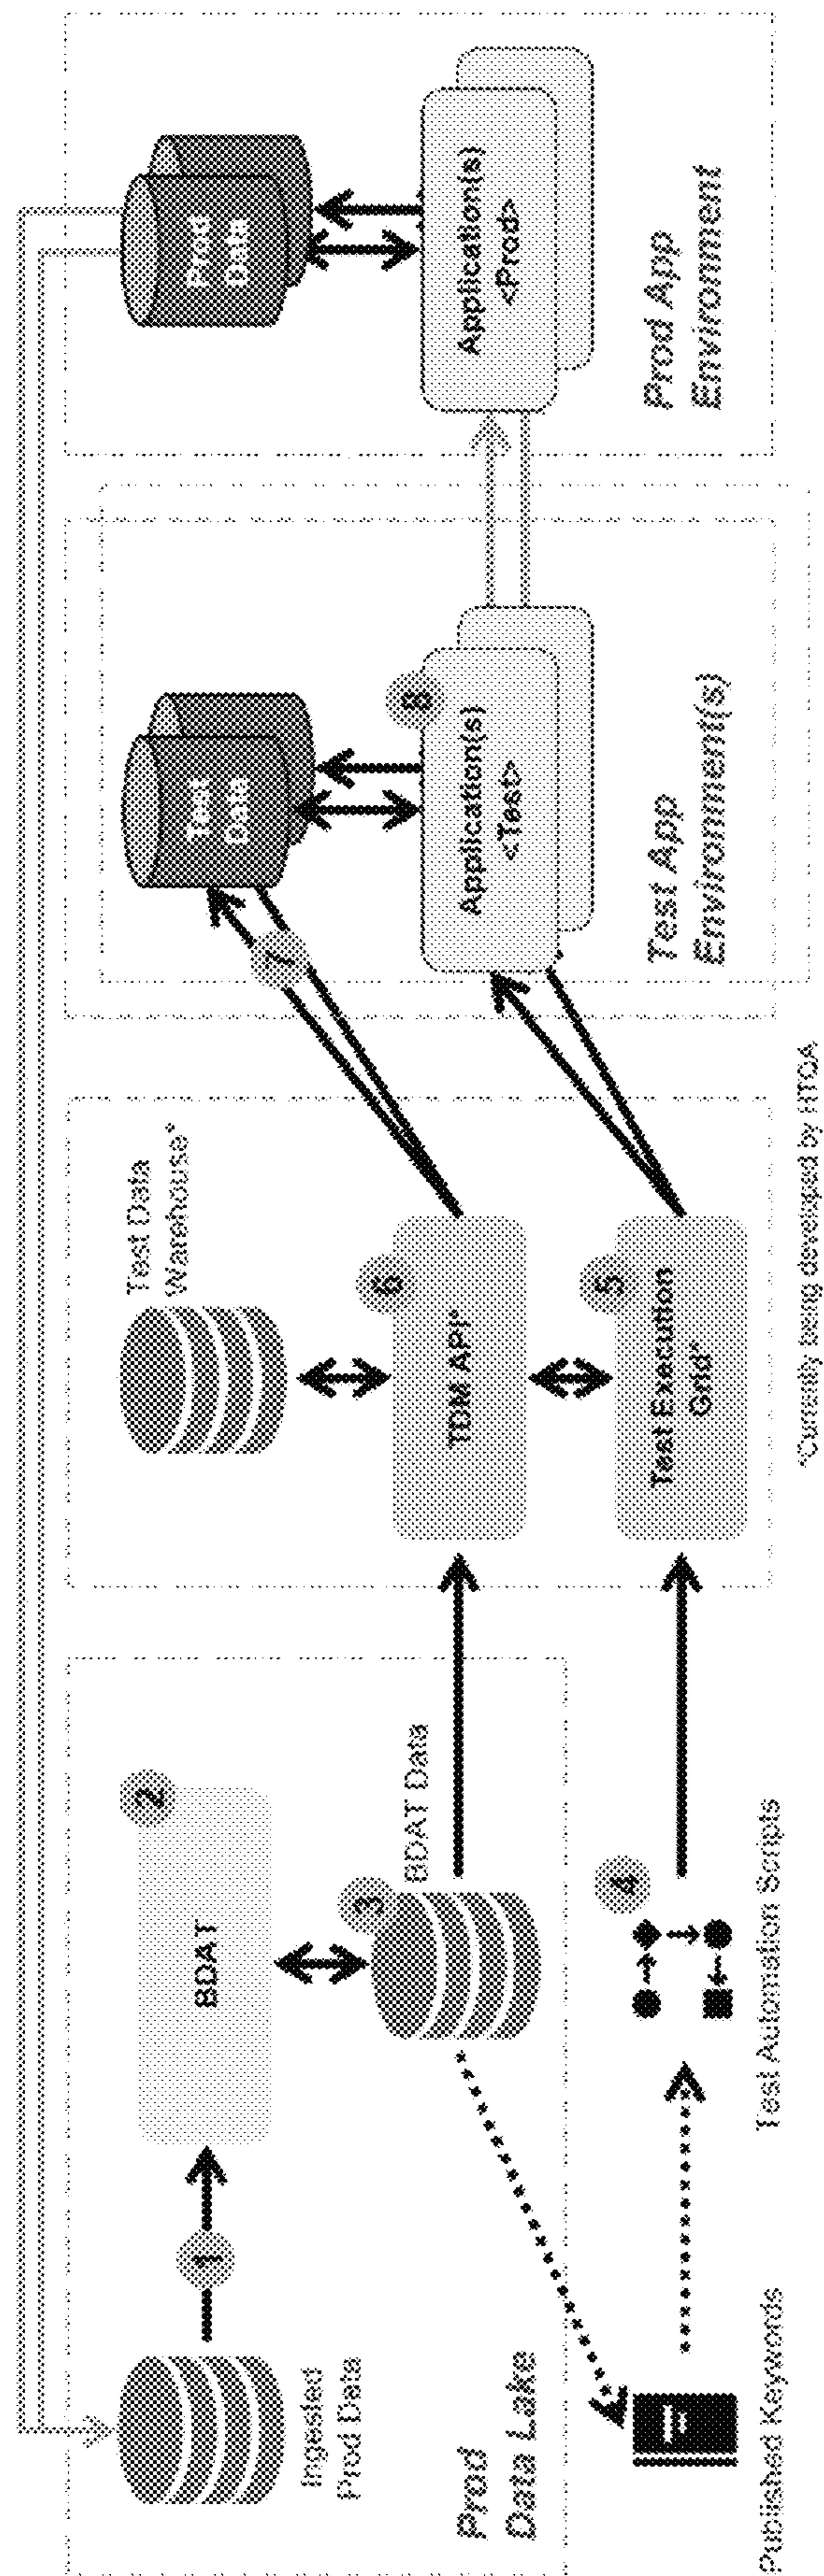 Ingested
Prod Data
1
BDAT
2
3
BDAT Data
Prod
Data Lake
Published Keywords
4
Test Automation Scripts
Test Data
Warehouse*
6
TDM API*
5
Test Execution
Grid*
*Currently being developed by HTOA
7
Test
Data
8
Application(s)
<Test>
Test App
Environment(s)
Prod
Data
Application(s)
<Prod>
Prod App
Environment